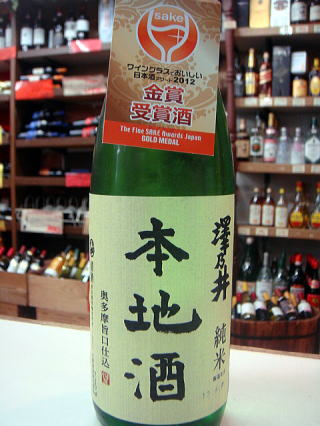 sake
ワイングラスでおいしい
日本酒アワード2012
金賞
受賞酒
The Fine SAKE Awards Japan
GOLD MEDAL
澤乃井
純米
本地酒
奥多摩旨口仕込